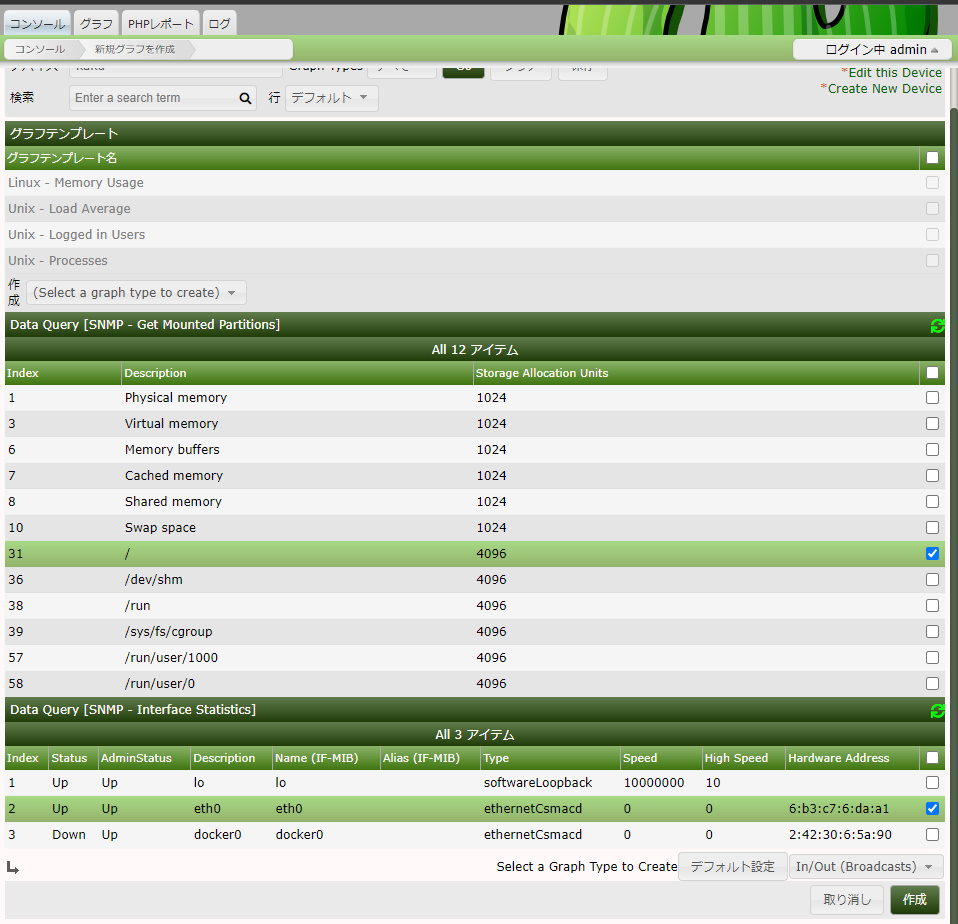 コンソール グラフ PHPレポート ログ
コンソール 新規グラフを作成 ログイン中 admin
*Edit this Device
検索 Enter a search term 行 デフォルト *Create New Device
グラフテンプレート
グラフテンプレート名
Linux - Memory Usage
Unix - Load Average
Unix - Logged in Users
Unix - Processes
作成 (Select a graph type to create)
Data Query [SNMP - Get Mounted Partitions]
All 12 アイテム
Index Description Storage Allocation Units
1 Physical memory 1024
3 Virtual memory 1024
6 Memory buffers 1024
7 Cached memory 1024
8 Shared memory 1024
10 Swap space 1024
31 / 4096
36 /dev/shm 4096
38 /run 4096
39 /sys/fs/cgroup 4096
57 /run/user/1000 4096
58 /run/user/0 4096
Data Query [SNMP - Interface Statistics]
All 3 アイテム
Index Status AdminStatus Description Name (IF-MIB) Alias (IF-MIB) Type Speed High Speed Hardware Address
1 Up Up lo lo softwareLoopback 10000000 10
2 Up Up eth0 eth0 ethernetCsmacd 0 0 6:b3:c7:6:da:a1
3 Down Up docker0 docker0 ethernetCsmacd 0 0 2:42:30:6:5a:90
Select a Graph Type to Create デフォルト設定 In/Out (Broadcasts)
取り消し 作成